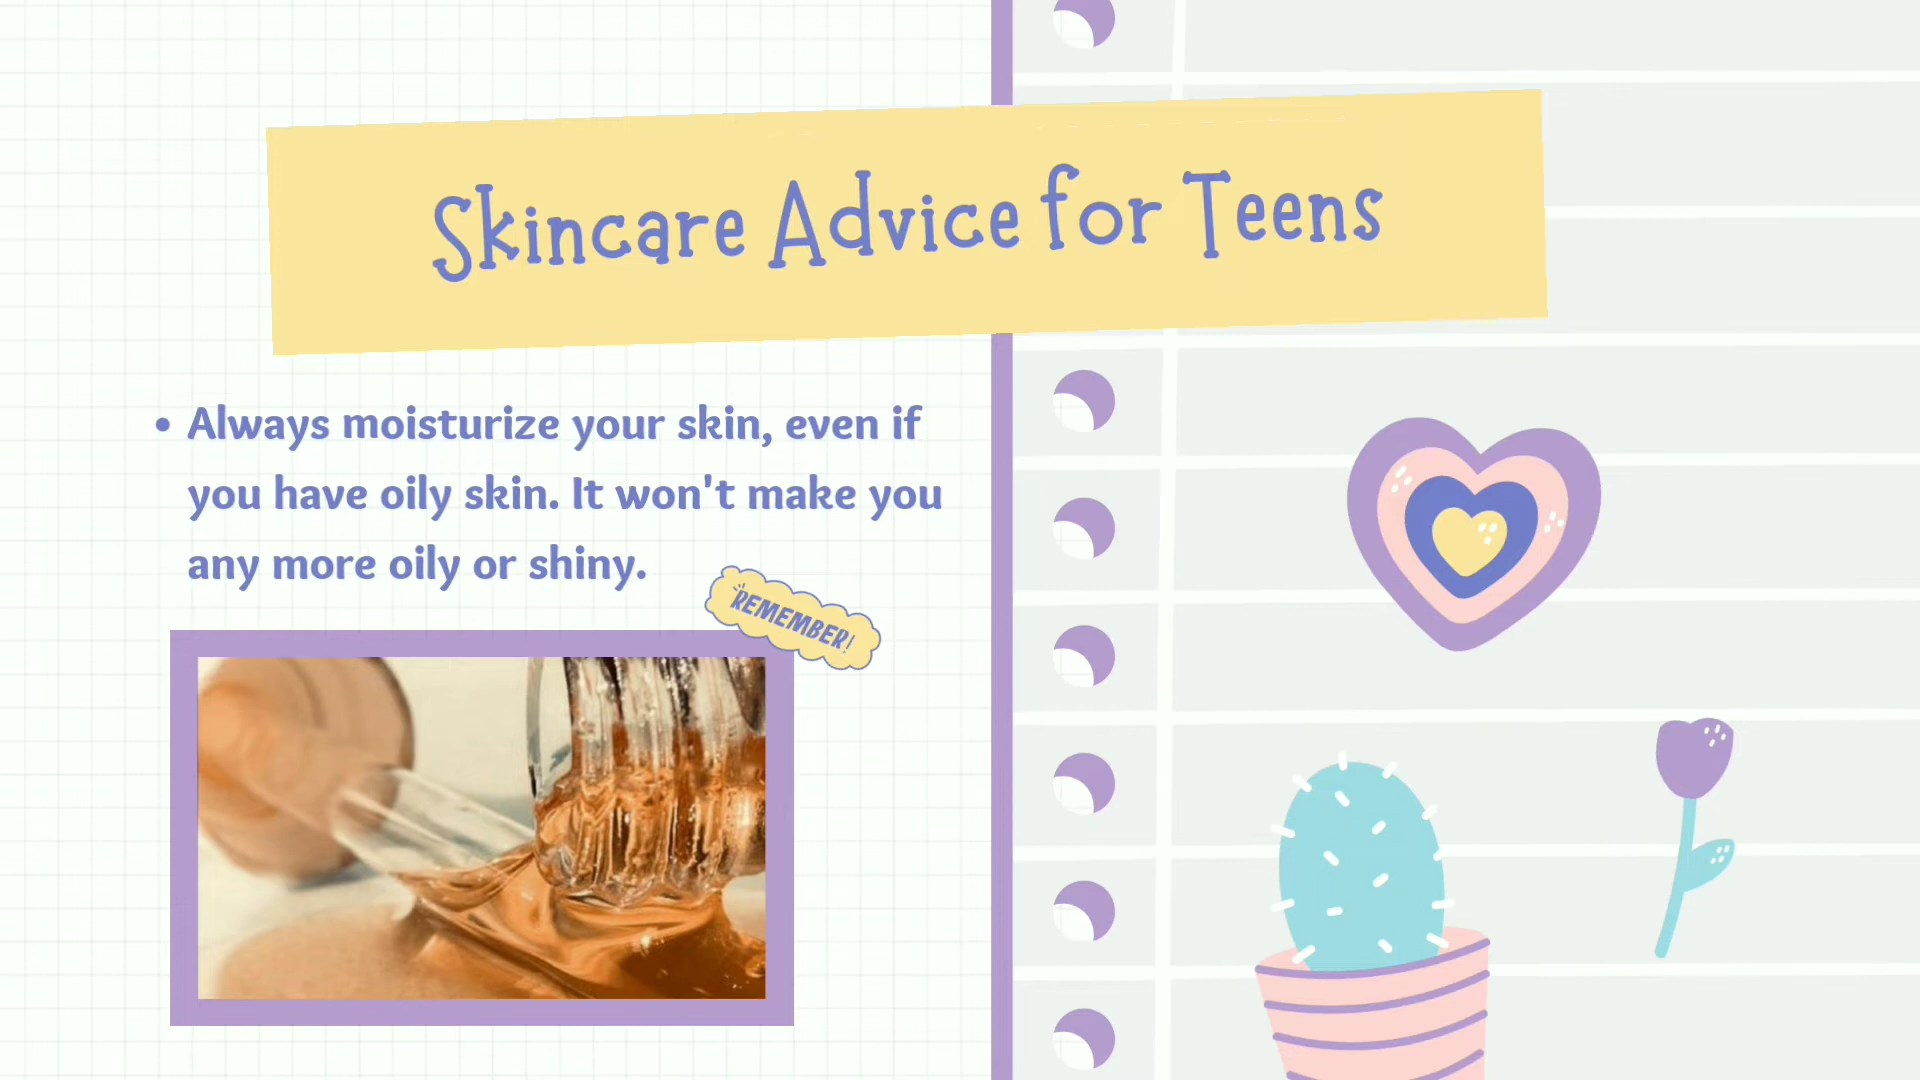 Skincare Advice for Teens
• Always moisturize your skin, even if
you have oily skin. It won't make you
any more oily or shiny.
REMEMBER!